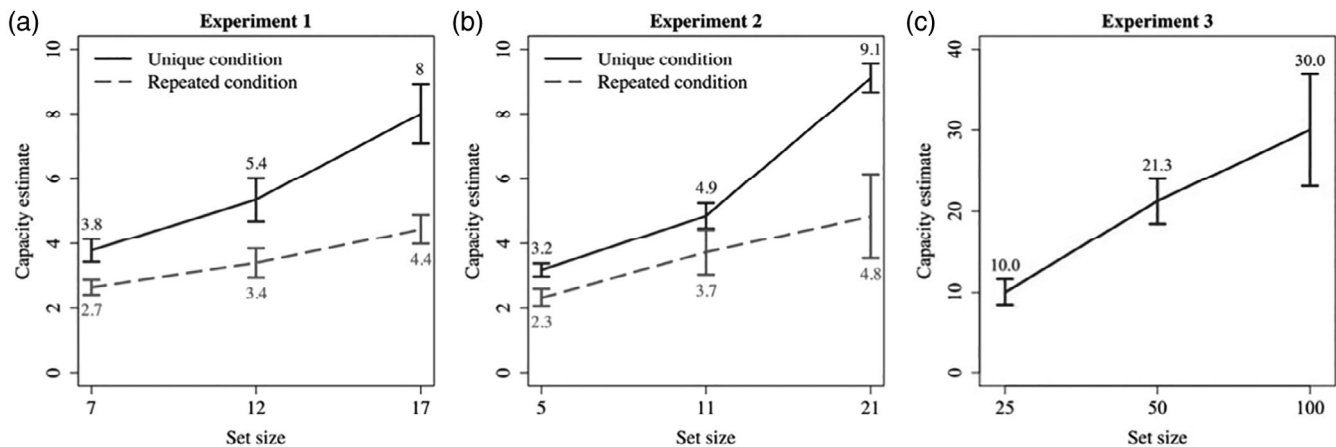 (a)
Experiment 1
Capacity estimate
10
8
6
4
2
0
Unique condition
Repeated condition
3.8
5.4
8
2.7
3.4
4.4
7
12
17
Set size
(b)
Experiment 2
Capacity estimate
10
8
6
4
2
0
Unique condition
Repeated condition
3.2
4.9
9.1
2.3
3.7
4.8
5
11
21
Set size
(c)
Experiment 3
Capacity estimate
40
30
20
10
0
10.0
21.3
30.0
25
50
100
Set size